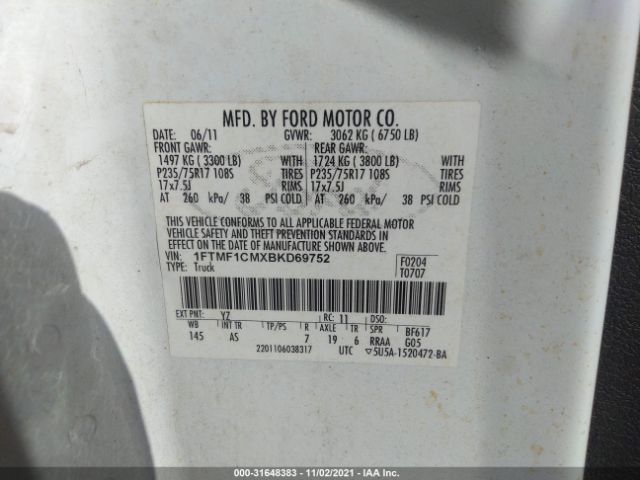 MFD. BY FORD MOTOR CO.
DATE: 06/11 GVWR: 3062 KG ( 6750 LB)
FRONT GAWR: REAR GAWR:
1497 KG ( 3300 LB) WITH 1724 KG ( 3800 LB) WITH
P235/75R17 108S TIRES P235/75R17 108S TIRES
17x7.5J RIMS 17x7.5J RIMS
AT 260 kPa/ 38 PSI COLD AT 260 kPa/ 38 PSI COLD
THIS VEHICLE CONFORMS TO ALL APPLICABLE FEDERAL MOTOR
VEHICLE SAFETY AND THEFT PREVENTION STANDARDS IN
EFFECT ON THE DATE OF MANUFACTURE SHOWN ABOVE.
VIN: 1FTMF1CMXBKD69752 F0204
TYPE: Truck T0707
EXT PNT: YZ RC: 11 DSO:
WB INT TR TP/PS R AXLE TR SPR BF617
145 AS 7 19 6 RRAA G05
2201106038317 UTC ▽5U5A-1520472-BA
000-31648383 - 11/02/2021 - IAA Inc.